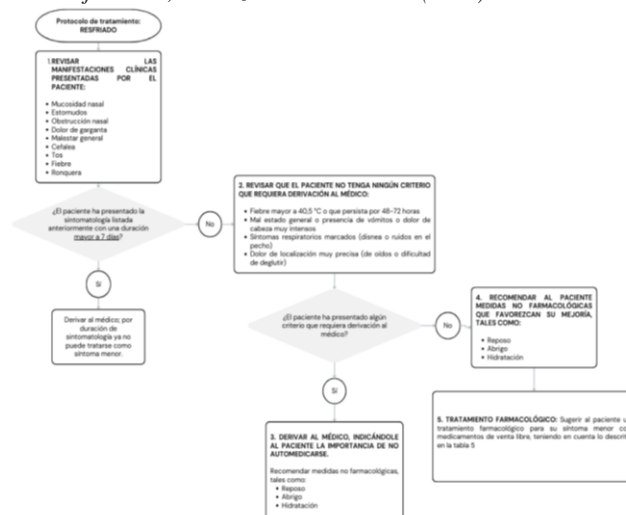 Protocolo de tratamiento:
RESFRIADO
1 REVISAR LAS
MANIFESTACIONES CLÍNICAS
PRESENTADAS POR EL
PACIENTE:
• Mucosidad nasal
• Estornudos
• Obstrucción nasal
• Dolor de garganta
• Malestar general
• Cefalea
• Tos
• Fiebre
• Ronquera
¿El paciente ha presentado la
sintomatología listada
anteriormente con una duración
mayor a 7 días?
No
Sí
Derivar al médico; por
duración de
sintomatología ya no
puede tratarse como
síntoma menor.
2. REVISAR QUE EL PACIENTE NO TENGA NINGÚN CRITERIO
QUE REQUIERA DERIVACIÓN AL MÉDICO:
• Fiebre mayor a 40,5 °C o que persista por 48-72 horas
• Mal estado general o presencia de vómitos o dolor de
cabeza muy intensos
• Síntomas respiratorios marcados (disnea o ruidos en el
pecho)
• Dolor de localización muy precisa (de oídos o dificultad
de deglutir)
¿El paciente ha presentado algún
criterio que requiera derivación al
médico?
No
Sí
3. DERIVAR AL MÉDICO, INDICÁNDOLE
AL PACIENTE LA IMPORTANCIA DE NO
AUTOMEDICARSE.
Recomendar medidas no farmacológicas,
tales como:
• Reposo
• Abrigo
• Hidratación
4. RECOMENDAR AL PACIENTE
MEDIDAS NO FARMACOLÓGICAS
QUE FAVOREZCAN SU MEJORÍA,
TALES COMO:
• Reposo
• Abrigo
• Hidratación
5. TRATAMIENTO FARMACOLÓGICO: Sugerir al paciente u
tratamiento farmacológico para su síntoma menor co
medicamentos de venta libre, teniendo en cuenta lo descrit
en la tabla 5